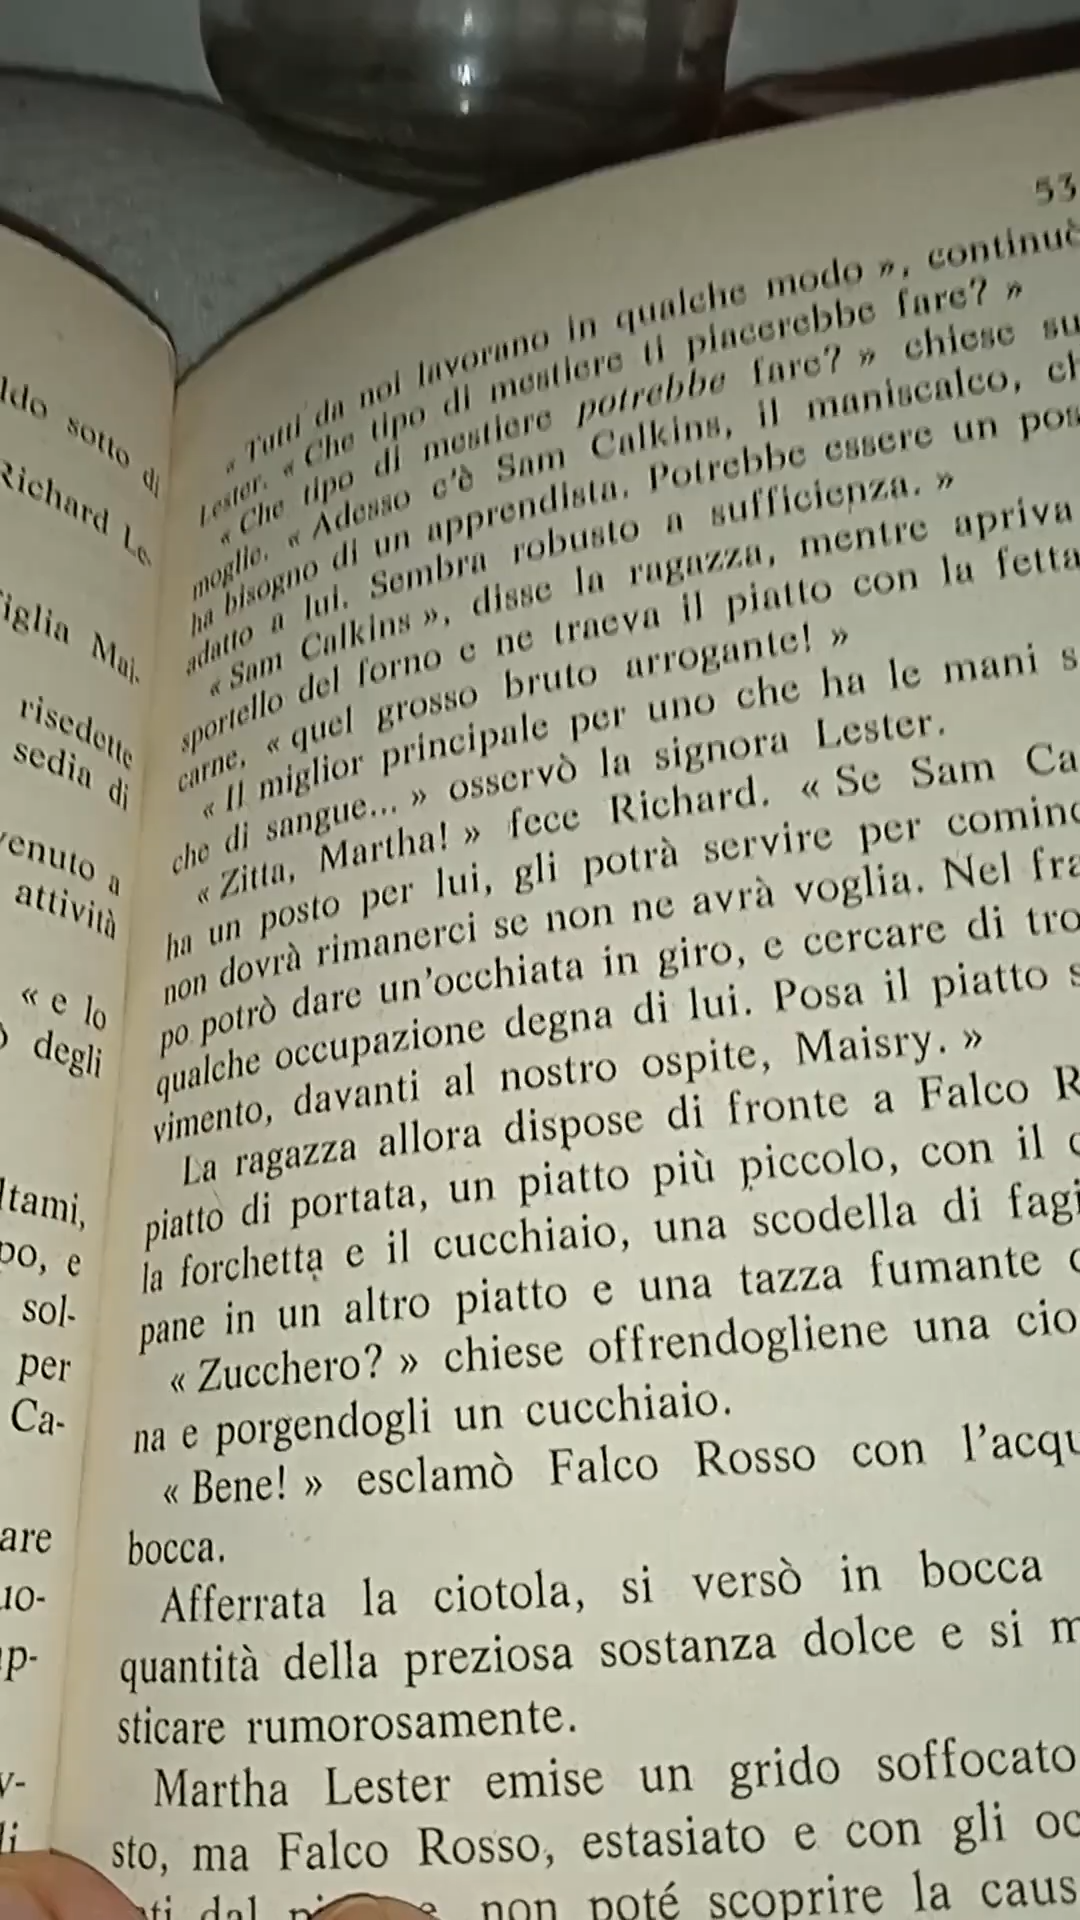 ldo sotto di
Richard Le-
figlia Mai-
risedette
sedia di
venuto a
attività
« e lo
degli
ltami,
po, e
sol-
per
Ca-
are
uo-
up-
v-
li
53
« Tutti da noi lavorano in qualche modo », continuò
Lester. « Che tipo di mestiere ti piacerebbe fare? »
« Che tipo di mestiere potrebbe fare? » chiese su
moglie. « Adesso c'è Sam Calkins, il maniscalco, ch
ha bisogno di un apprendista. Potrebbe essere un pos
adatto a lui. Sembra robusto a sufficienza. »
« Sam Calkins », disse la ragazza, mentre apriva
sportello del forno e ne traeva il piatto con la fetta
carne, « quel grosso bruto arrogante! »
« Il miglior principale per uno che ha le mani s
che di sangue... » osservò la signora Lester.
« Zitta, Martha! » fece Richard. « Se Sam Ca
ha un posto per lui, gli potrà servire per cominc
non dovrà rimanerci se non ne avrà voglia. Nel fra
po potrò dare un'occhiata in giro, e cercare di tro
qualche occupazione degna di lui. Posa il piatto s
vimento, davanti al nostro ospite, Maisry. »
La ragazza allora dispose di fronte a Falco R
piatto di portata, un piatto più piccolo, con il c
la forchetta e il cucchiaio, una scodella di fagi
pane in un altro piatto e una tazza fumante
« Zucchero? » chiese offrendogliene una cio
na e porgendogli un cucchiaio.
« Bene! » esclamò Falco Rosso con l'acqu
bocca.
Afferrata la ciotola, si versò in bocca
quantità della preziosa sostanza dolce e si m
sticare rumorosamente.
Martha Lester emise un grido soffocato
sto, ma Falco Rosso, estasiato e con gli oc
dal non poté scoprire la caus